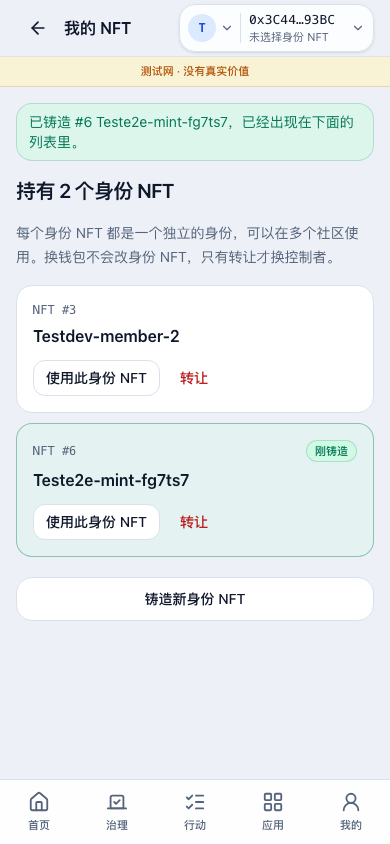 我的 NFT
T
0x3C44…93BC
未选择身份 NFT
测试网 · 没有真实价值
已铸造 #6 Teste2e-mint-fg7ts7，已经出现在下面的
列表里。
持有 2 个身份 NFT
每个身份 NFT 都是一个独立的身份，可以在多个社区使
用。换钱包不会改身份 NFT，只有转让才换控制者。
NFT #3
Testdev-member-2
使用此身份 NFT
转让
NFT #6
刚铸造
Teste2e-mint-fg7ts7
使用此身份 NFT
转让
铸造新身份 NFT
首页
治理
行动
应用
我的